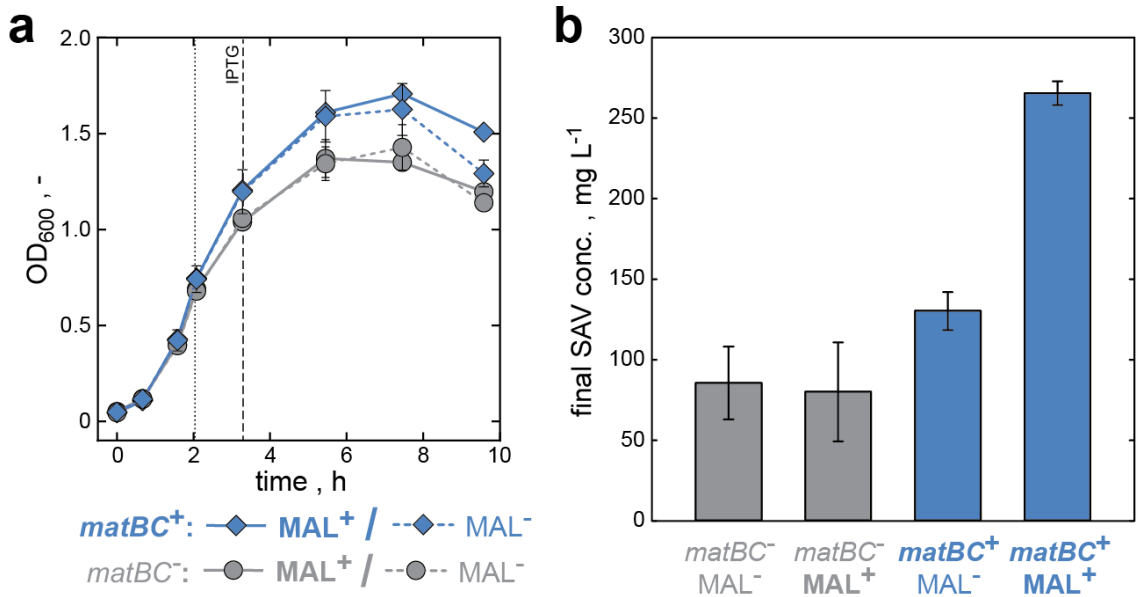 a
2.0
1.5
1.0
0.5
0
OD600 , -
IPTG
0 2 4 6 8 10
time , h
matBC+: MAL+ / MAL-
matBC-: MAL+ / MAL-
b
300
250
200
150
100
50
0
final SAV conc. , mg L-1
matBC- matBC- matBC+ matBC+
MAL- MAL+ MAL- MAL+